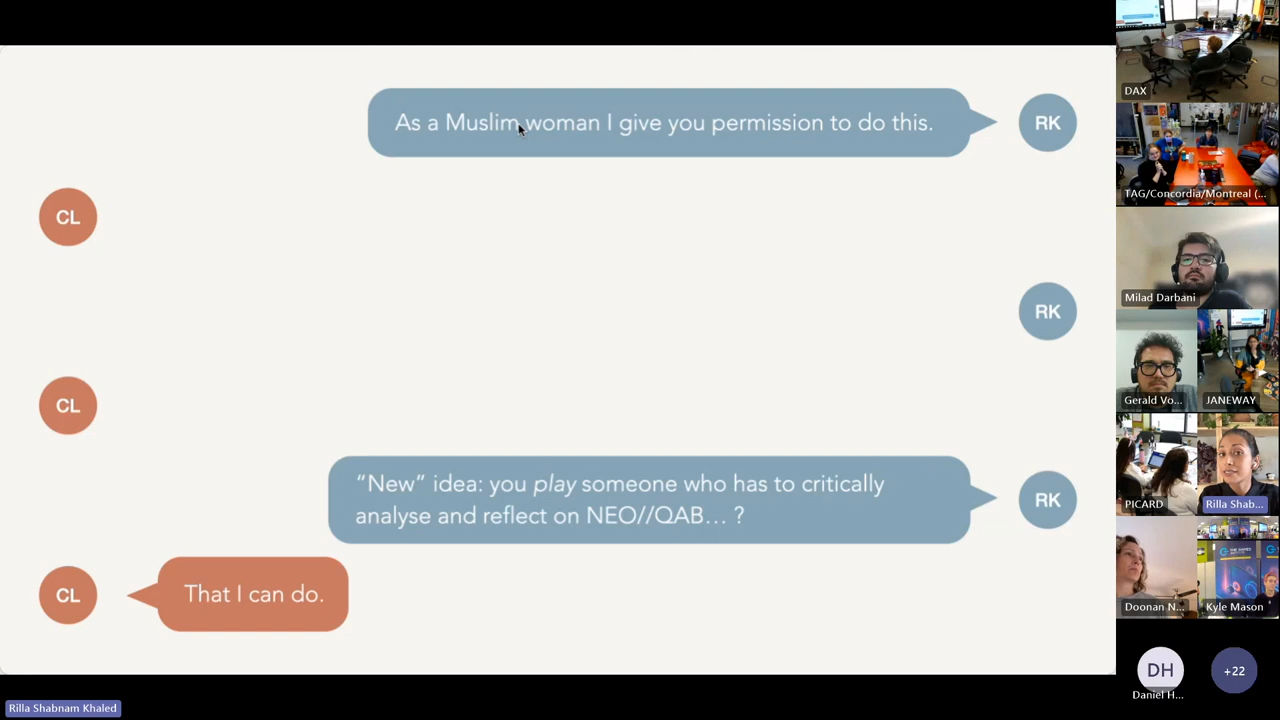 As a Muslim woman I give you permission to do this.
RK
CL
RK
CL
“New” idea: you play someone who has to critically
analyse and reflect on NEO//QAB… ?
RK
CL
That I can do.
Rilla Shabnam Khaled
DAX
TAG/Concordia/Montreal (...
Milad Darbani
Gerald Vo...
JANEWAY
PICARD
Rilla Shab...
Doonan N...
Kyle Mason
DH
Daniel H...
+22